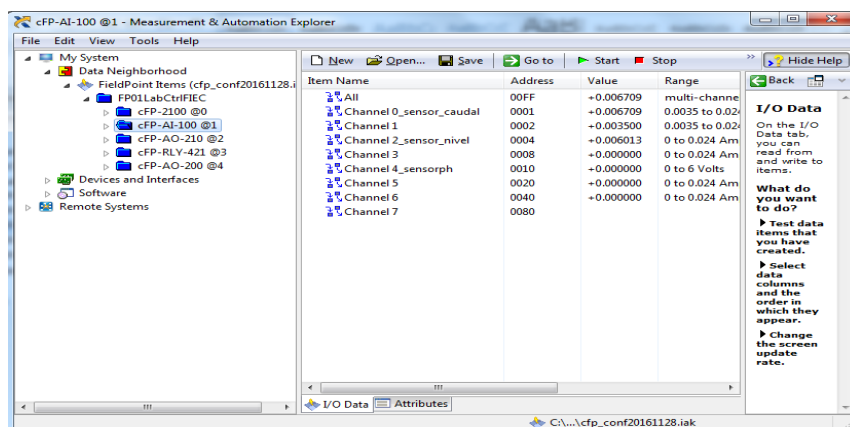 cFP-AI-100 @1 - Measurement & Automation Explorer
File Edit View Tools Help
My System
Data Neighborhood
FieldPoint Items (cfp_conf20161128.i
FP01LabCtrlFIEC
cFP-2100 @0
cFP-AI-100 @1
cFP-AO-210 @2
cFP-RLY-421 @3
cFP-AO-200 @4
Devices and Interfaces
Software
Remote Systems
New Open... Save Go to Start Stop » Hide Help
Item Name Address Value Range
All 00FF +0.006709 multi-channe
Channel 0_sensor_caudal 0001 +0.006709 0.0035 to 0.024
Channel 1 0002 +0.003500 0.0035 to 0.024
Channel 2_sensor_nivel 0004 +0.006013 0 to 0.024 Am
Channel 3 0008 +0.000000 0 to 0.024 Am
Channel 4_sensorph 0010 +0.000000 0 to 6 Volts
Channel 5 0020 +0.000000 0 to 0.024 Am
Channel 6 0040 +0.000000 0 to 0.024 Am
Channel 7 0080
I/O Data Attributes
Back
I/O Data
On the I/O
Data tab,
you can
read from
and write to
items.
What do
you want
to do?
Test data
items that
you have
created.
Select
data
columns
and the
order in
which they
appear.
Change
the screen
update
rate.
C:\...\cfp_conf20161128.iak